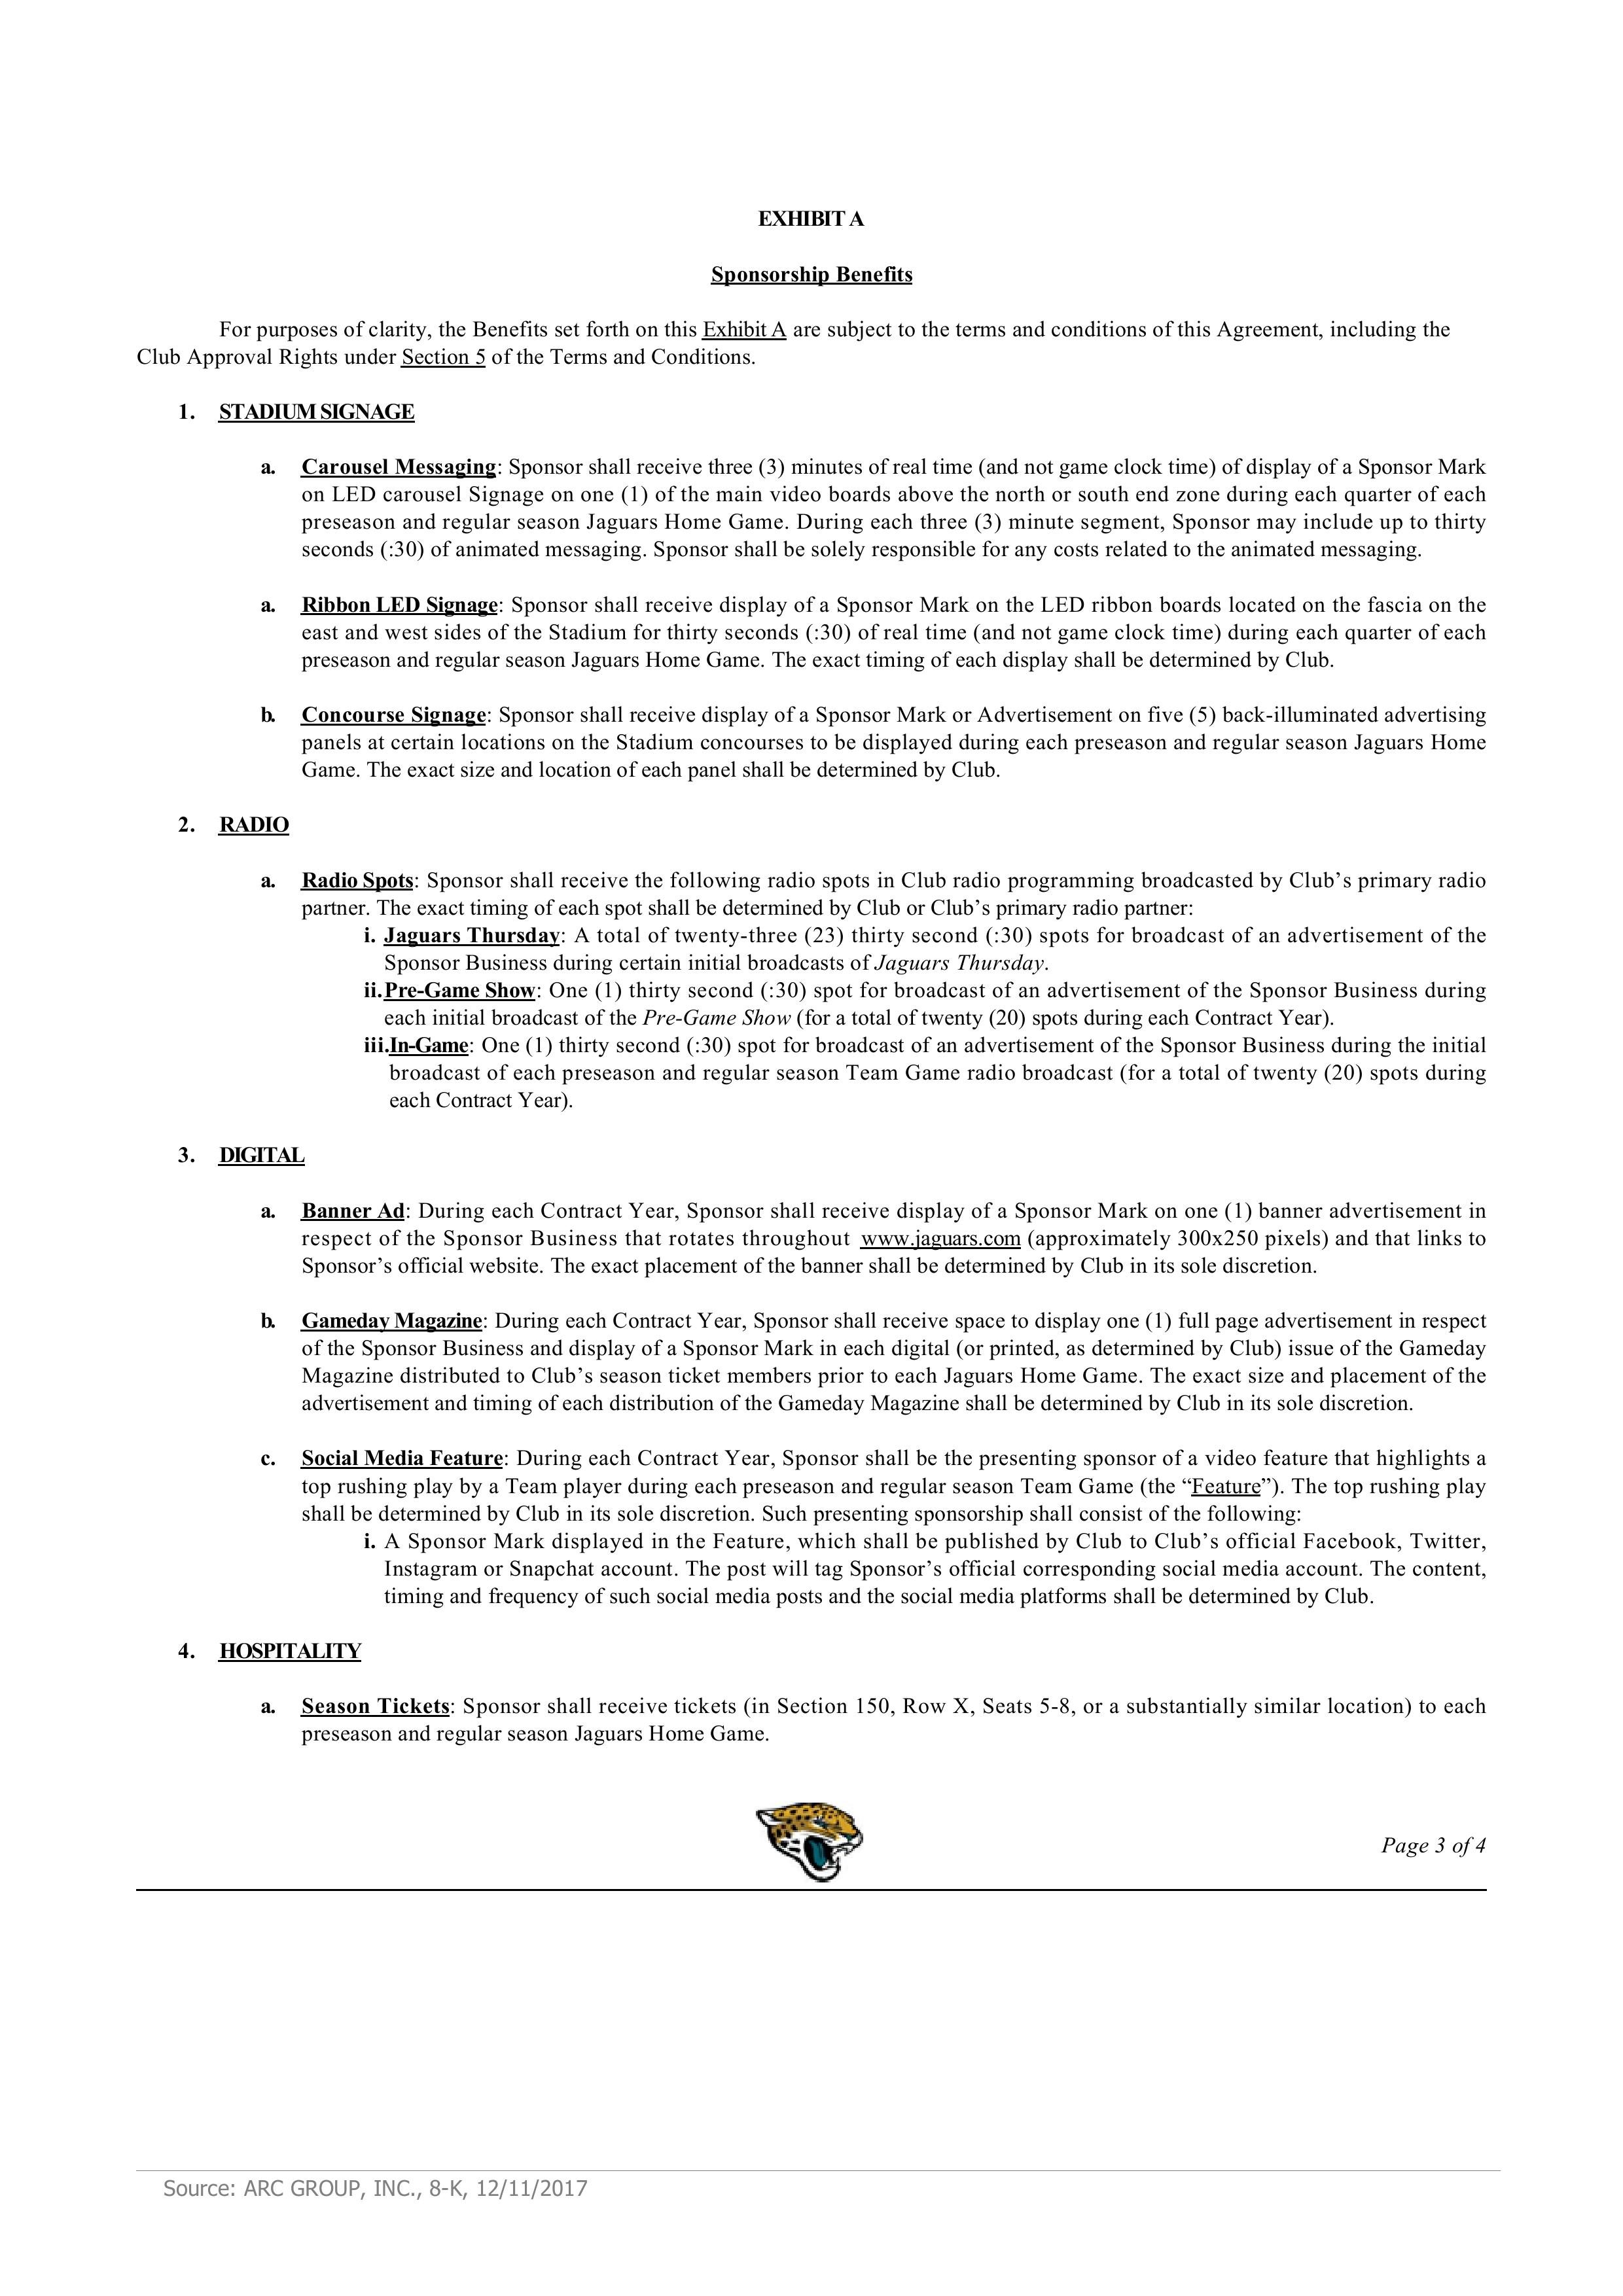 EXHIBIT A
Sponsorship Benefits
For purposes of clarity, the Benefits set forth on this Exhibit A are subject to the terms and conditions of this Agreement, including the
Club Approval Rights under Section 5 of the Terms and Conditions.
1. STADIUM SIGNAGE
a. Carousel Messaging: Sponsor shall receive three (3) minutes of real time (and not game clock time) of display of a Sponsor Mark
on LED carousel Signage on one (1) of the main video boards above the north or south end zone during each quarter of each
preseason and regular season Jaguars Home Game. During each three (3) minute segment, Sponsor may include up to thirty
seconds (:30) of animated messaging. Sponsor shall be solely responsible for any costs related to the animated messaging.
a. Ribbon LED Signage: Sponsor shall receive display of a Sponsor Mark on the LED ribbon boards located on the fascia on the
east and west sides of the Stadium for thirty seconds (:30) of real time (and not game clock time) during each quarter of each
preseason and regular season Jaguars Home Game. The exact timing of each display shall be determined by Club.
b. Concourse Signage: Sponsor shall receive display of a Sponsor Mark or Advertisement on five (5) back-illuminated advertising
panels at certain locations on the Stadium concourses to be displayed during each preseason and regular season Jaguars Home
Game. The exact size and location of each panel shall be determined by Club.
2. RADIO
a. Radio Spots: Sponsor shall receive the following radio spots in Club radio programming broadcasted by Club’s primary radio
partner. The exact timing of each spot shall be determined by Club or Club’s primary radio partner:
i. Jaguars Thursday: A total of twenty-three (23) thirty second (:30) spots for broadcast of an advertisement of the
Sponsor Business during certain initial broadcasts of Jaguars Thursday.
ii.Pre-Game Show: One (1) thirty second (:30) spot for broadcast of an advertisement of the Sponsor Business during
each initial broadcast of the Pre-Game Show (for a total of twenty (20) spots during each Contract Year).
iii.In-Game: One (1) thirty second (:30) spot for broadcast of an advertisement of the Sponsor Business during the initial
broadcast of each preseason and regular season Team Game radio broadcast (for a total of twenty (20) spots during
each Contract Year).
3. DIGITAL
a. Banner Ad: During each Contract Year, Sponsor shall receive display of a Sponsor Mark on one (1) banner advertisement in
respect of the Sponsor Business that rotates throughout www.jaguars.com (approximately 300x250 pixels) and that links to
Sponsor’s official website. The exact placement of the banner shall be determined by Club in its sole discretion.
b. Gameday Magazine: During each Contract Year, Sponsor shall receive space to display one (1) full page advertisement in respect
of the Sponsor Business and display of a Sponsor Mark in each digital (or printed, as determined by Club) issue of the Gameday
Magazine distributed to Club’s season ticket members prior to each Jaguars Home Game. The exact size and placement of the
advertisement and timing of each distribution of the Gameday Magazine shall be determined by Club in its sole discretion.
c. Social Media Feature: During each Contract Year, Sponsor shall be the presenting sponsor of a video feature that highlights a
top rushing play by a Team player during each preseason and regular season Team Game (the “Feature”). The top rushing play
shall be determined by Club in its sole discretion. Such presenting sponsorship shall consist of the following:
i. A Sponsor Mark displayed in the Feature, which shall be published by Club to Club’s official Facebook, Twitter,
Instagram or Snapchat account. The post will tag Sponsor’s official corresponding social media account. The content,
timing and frequency of such social media posts and the social media platforms shall be determined by Club.
4. HOSPITALITY
a. Season Tickets: Sponsor shall receive tickets (in Section 150, Row X, Seats 5-8, or a substantially similar location) to each
preseason and regular season Jaguars Home Game.
Page 3 of 4
Source: ARC GROUP, INC., 8-K, 12/11/2017